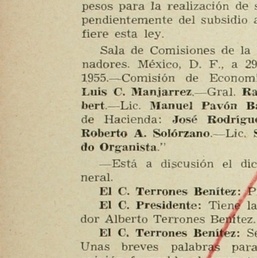 pesos para la realización de s
pendientemente del subsidio a
fiere esta ley.
Sala de Comisiones de la
nadores. México, D. F., a 29
1955.—Comisión de Econom
Luis C. Manjarrez.—Gral. Ra
bert.—Lic. Manuel Pavón Ba
de Hacienda: José Rodrígu
Roberto A. Solórzano.—Lic. S
do Organista."
—Está a discusión el dic
neral.
El C. Terrones Benítez: P
El C. Presidente: Tiene la
dor Alberto Terrones Benítez.
El C. Terrones Benítez: Se
Unas breves palabras para